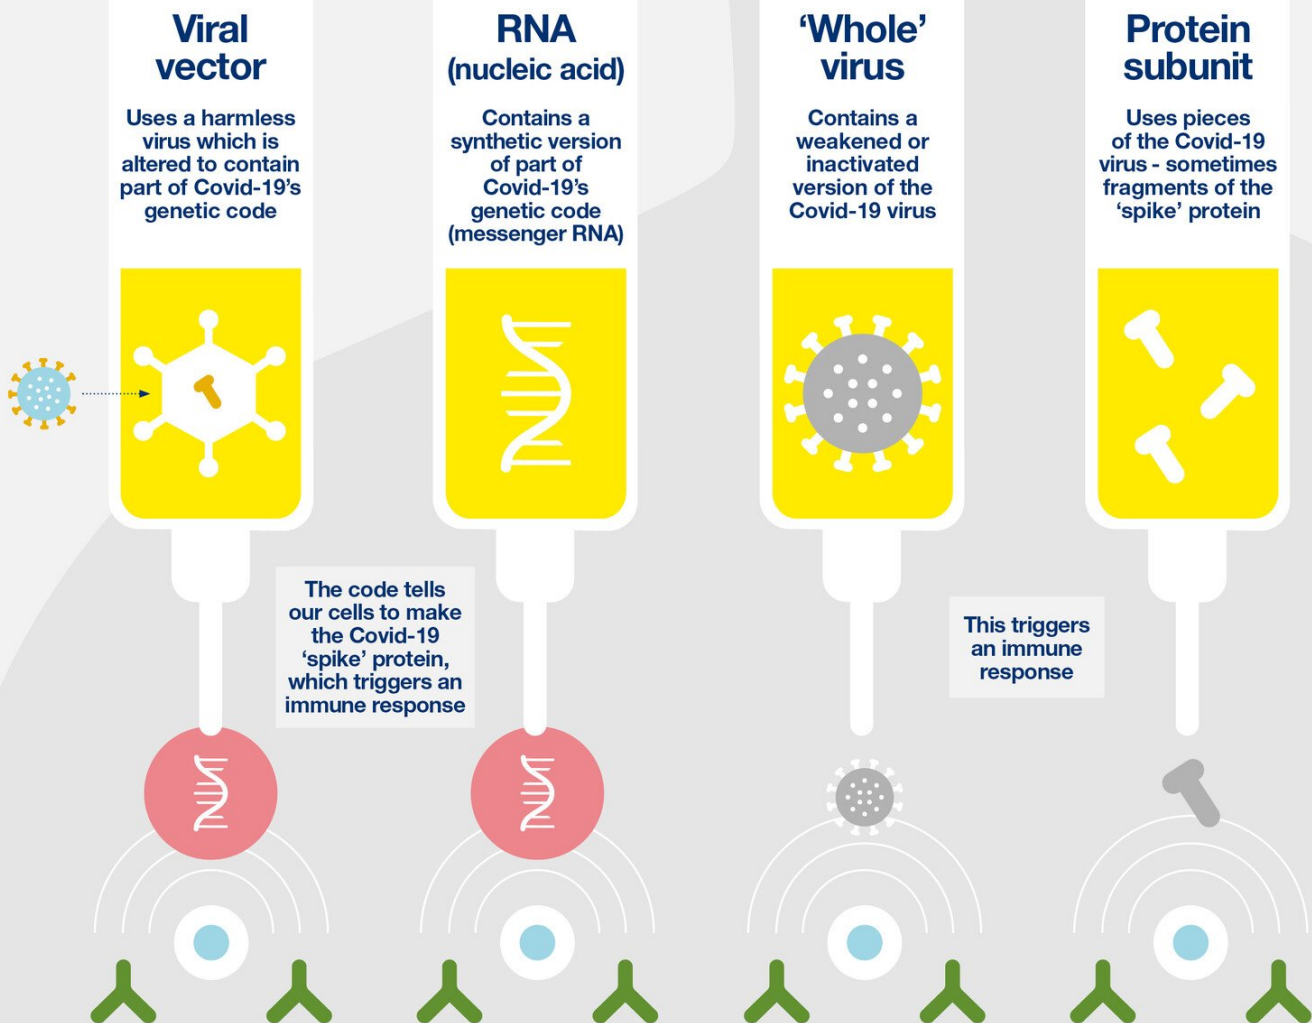 Viral
vector
Uses a harmless
virus which is
altered to contain
part of Covid-19’s
genetic code
RNA
(nucleic acid)
Contains a
synthetic version
of part of
Covid-19’s
genetic code
(messenger RNA)
‘Whole’
virus
Contains a
weakened or
inactivated
version of the
Covid-19 virus
Protein
subunit
Uses pieces
of the Covid-19
virus - sometimes
fragments of the
‘spike’ protein
The code tells
our cells to make
the Covid-19
‘spike’ protein,
which triggers an
immune response
This triggers
an immune
response